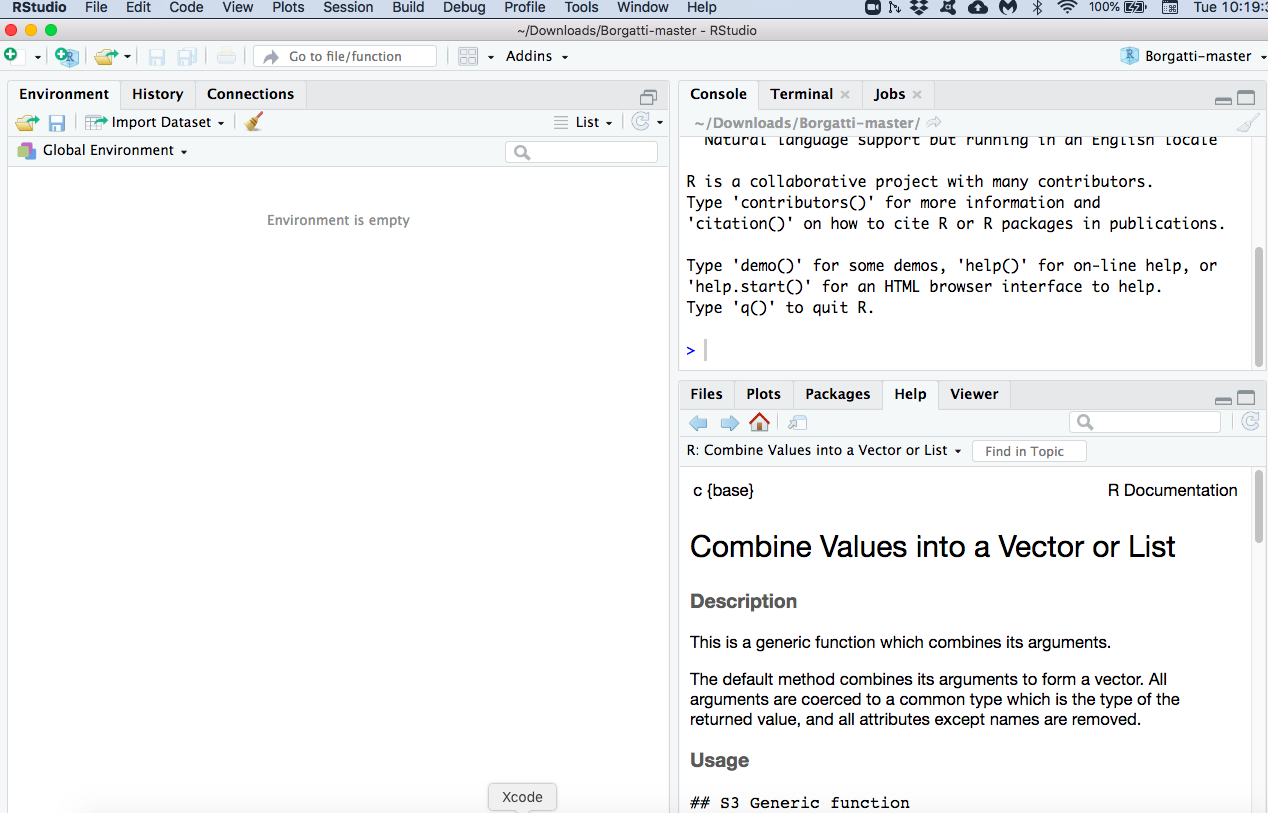 RStudio File Edit Code View Plots Session Build Debug Profile Tools Window Help 100% Tue 10:19:
~/Downloads/Borgatti-master - RStudio
Go to file/function Addins Borgatti-master
Environment History Connections
Import Dataset List
Global Environment
Environment is empty
Console Terminal Jobs
~/Downloads/Borgatti-master/
Natural language support but running in an English locale
R is a collaborative project with many contributors.
Type 'contributors()' for more information and
'citation()' on how to cite R or R packages in publications.
Type 'demo()' for some demos, 'help()' for on-line help, or
'help.start()' for an HTML browser interface to help.
Type 'q()' to quit R.
>
Files Plots Packages Help Viewer
R: Combine Values into a Vector or List Find in Topic
c {base} R Documentation
Combine Values into a Vector or List
Description
This is a generic function which combines its arguments.
The default method combines its arguments to form a vector. All
arguments are coerced to a common type which is the type of the
returned value, and all attributes except names are removed.
Usage
## S3 Generic function
Xcode